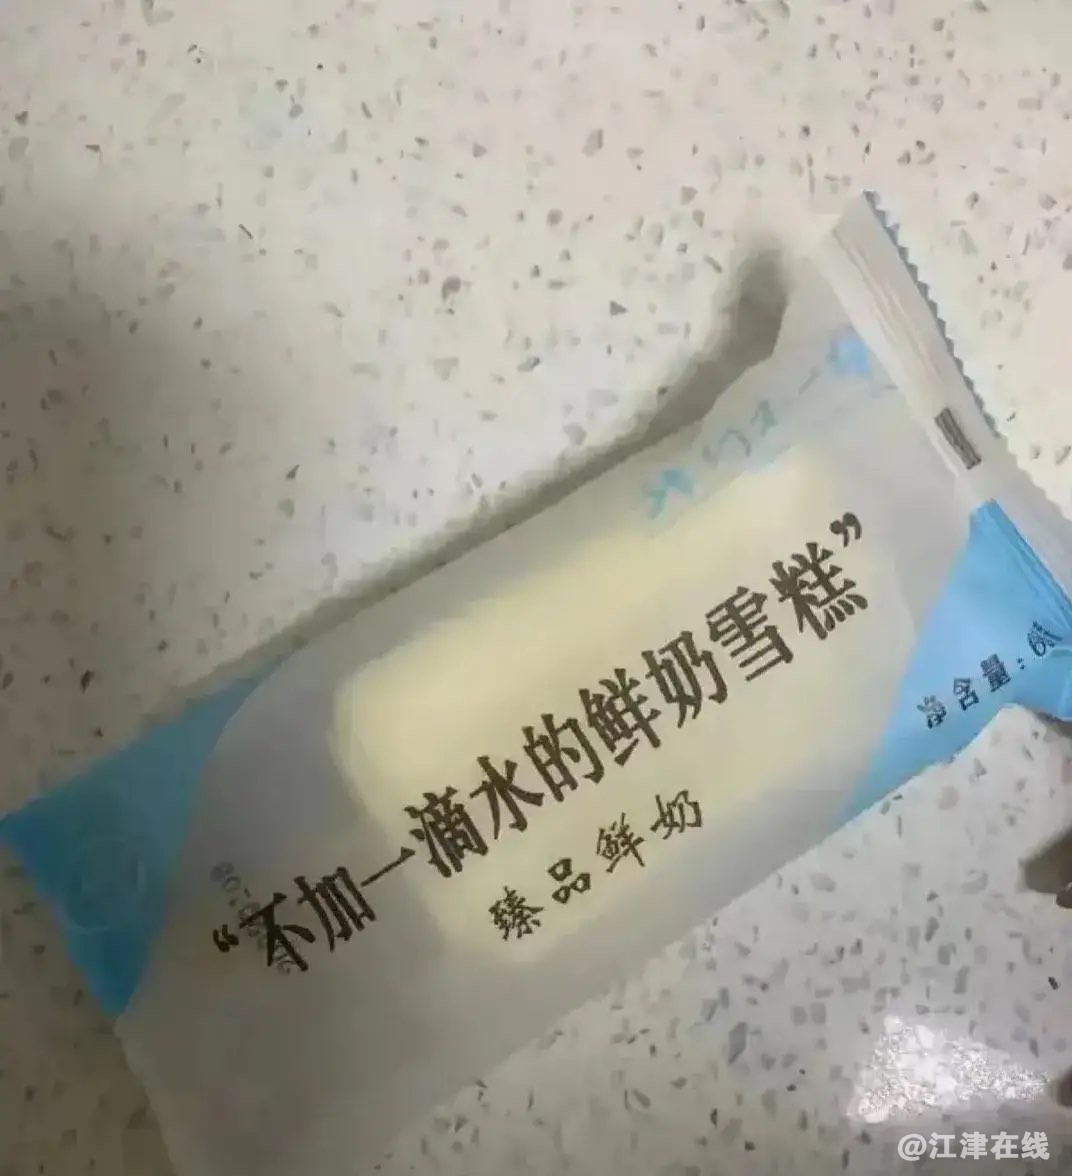 “不加一滴水的鲜奶雪糕”
臻品鲜奶
净含量:6
@江津在线